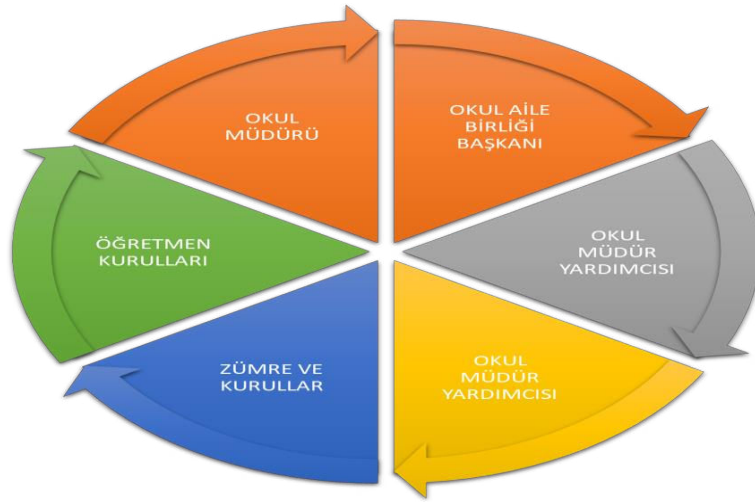 OKUL
MÜDÜRÜ
OKUL AİLE
BİRLİĞİ
BAŞKANI
OKUL
MÜDÜR
YARDIMCISI
OKUL
MÜDÜR
YARDIMCISI
ZÜMRE VE
KURULLAR
ÖĞRETMEN
KURULLARI